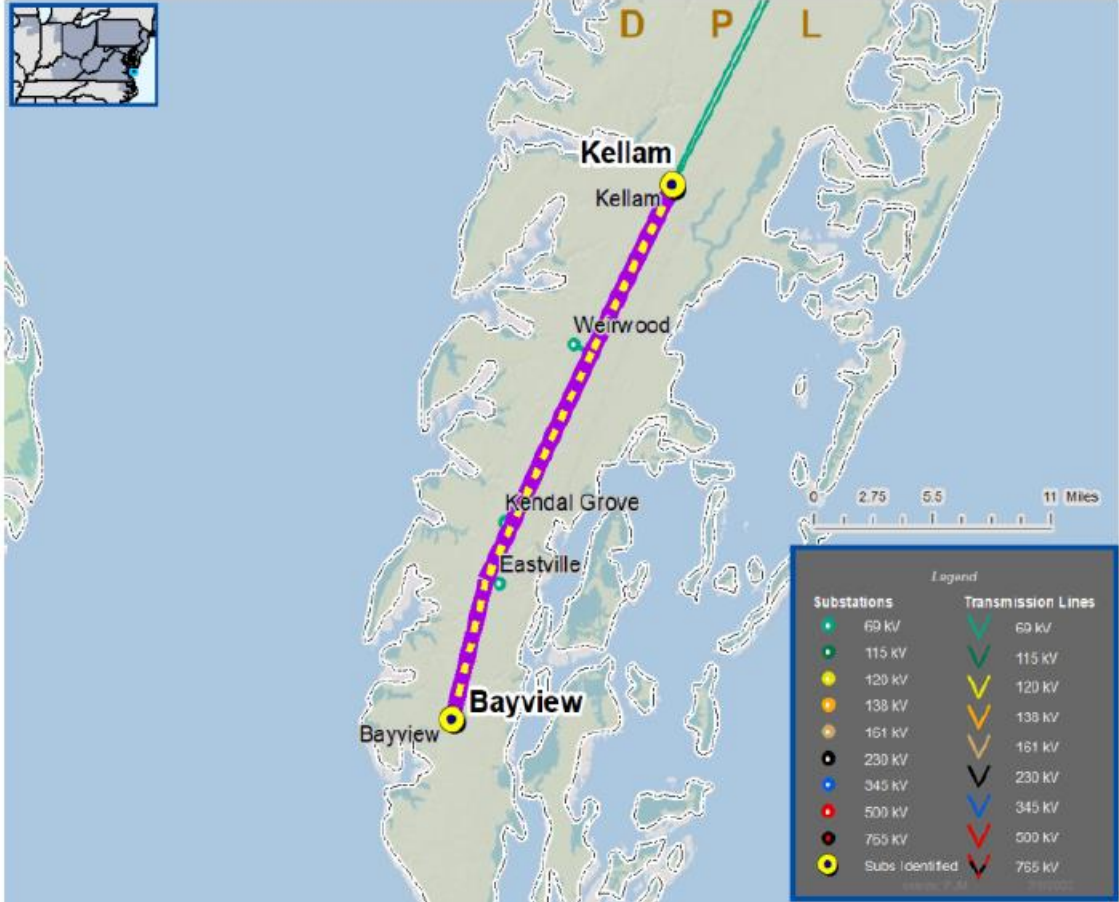 D P L
Kellam
Kellam
Weirwood
Kendal Grove
Eastville
Bayview
Bayview
0 2.75 5.5 11 Miles
Legend
Substations Transmission Lines
69 kV 69 kV
115 kV 115 kV
120 kV 120 kV
138 kV 138 kV
161 kV 161 kV
230 kV 230 kV
345 kV 345 kV
500 kV 500 kV
765 kV 765 kV
Subs Identified